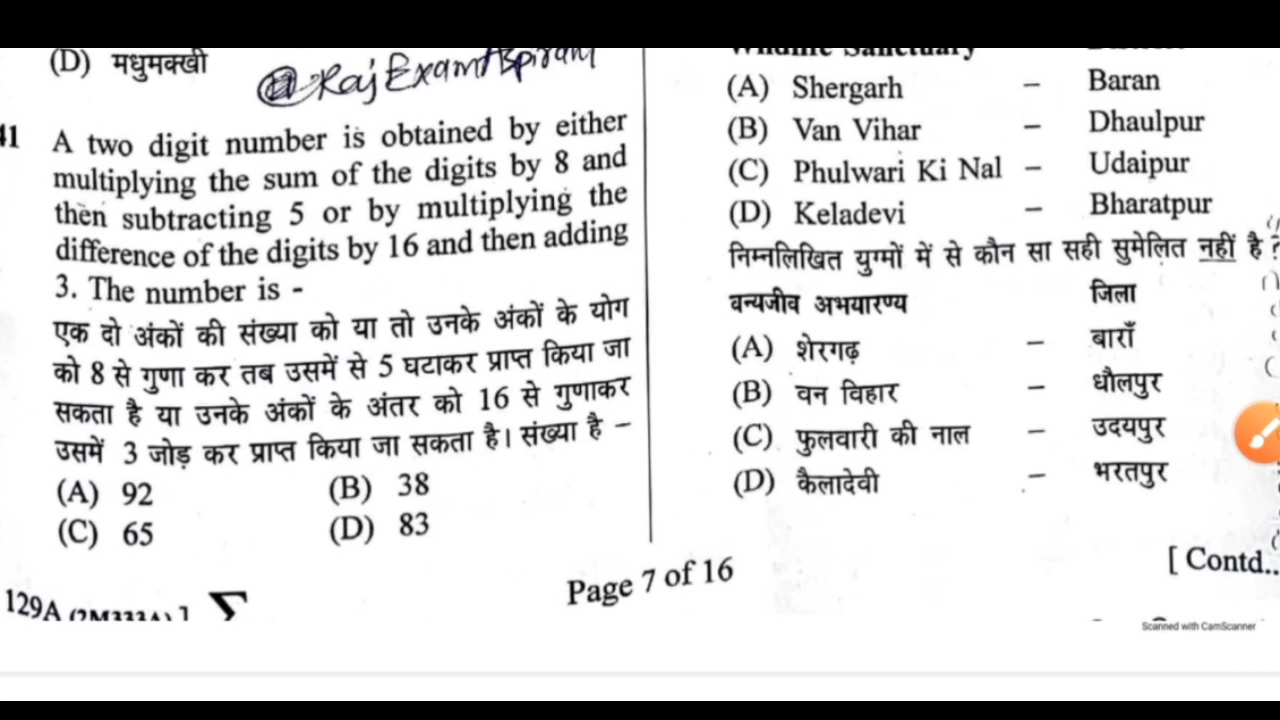 (D) मधुमक्खी
@RajExamAspirant
41 A two digit number is obtained by either
multiplying the sum of the digits by 8 and
then subtracting 5 or by multiplying the
difference of the digits by 16 and then adding
3. The number is -
एक दो अंकों की संख्या को या तो उनके अंकों के योग
को 8 से गुणा कर तब उसमें से 5 घटाकर प्राप्त किया जा
सकता है या उनके अंकों के अंतर को 16 से गुणाकर
उसमें 3 जोड़ कर प्राप्त किया जा सकता है। संख्या है –
(A) 92 (B) 38
(C) 65 (D) 83
129A
Page 7 of 16
Wildlife Sanctuary
(A) Shergarh – Baran
(B) Van Vihar – Dhaulpur
(C) Phulwari Ki Nal – Udaipur
(D) Keladevi – Bharatpur
निम्नलिखित युग्मों में से कौन सा सही सुमेलित नहीं है ?
वन्यजीव अभयारण्य जिला
(A) शेरगढ़ – बाराँ
(B) वन विहार – धौलपुर
(C) फुलवारी की नाल – उदयपुर
(D) कैलादेवी – भरतपुर
[ Contd..
Scanned with CamScanner